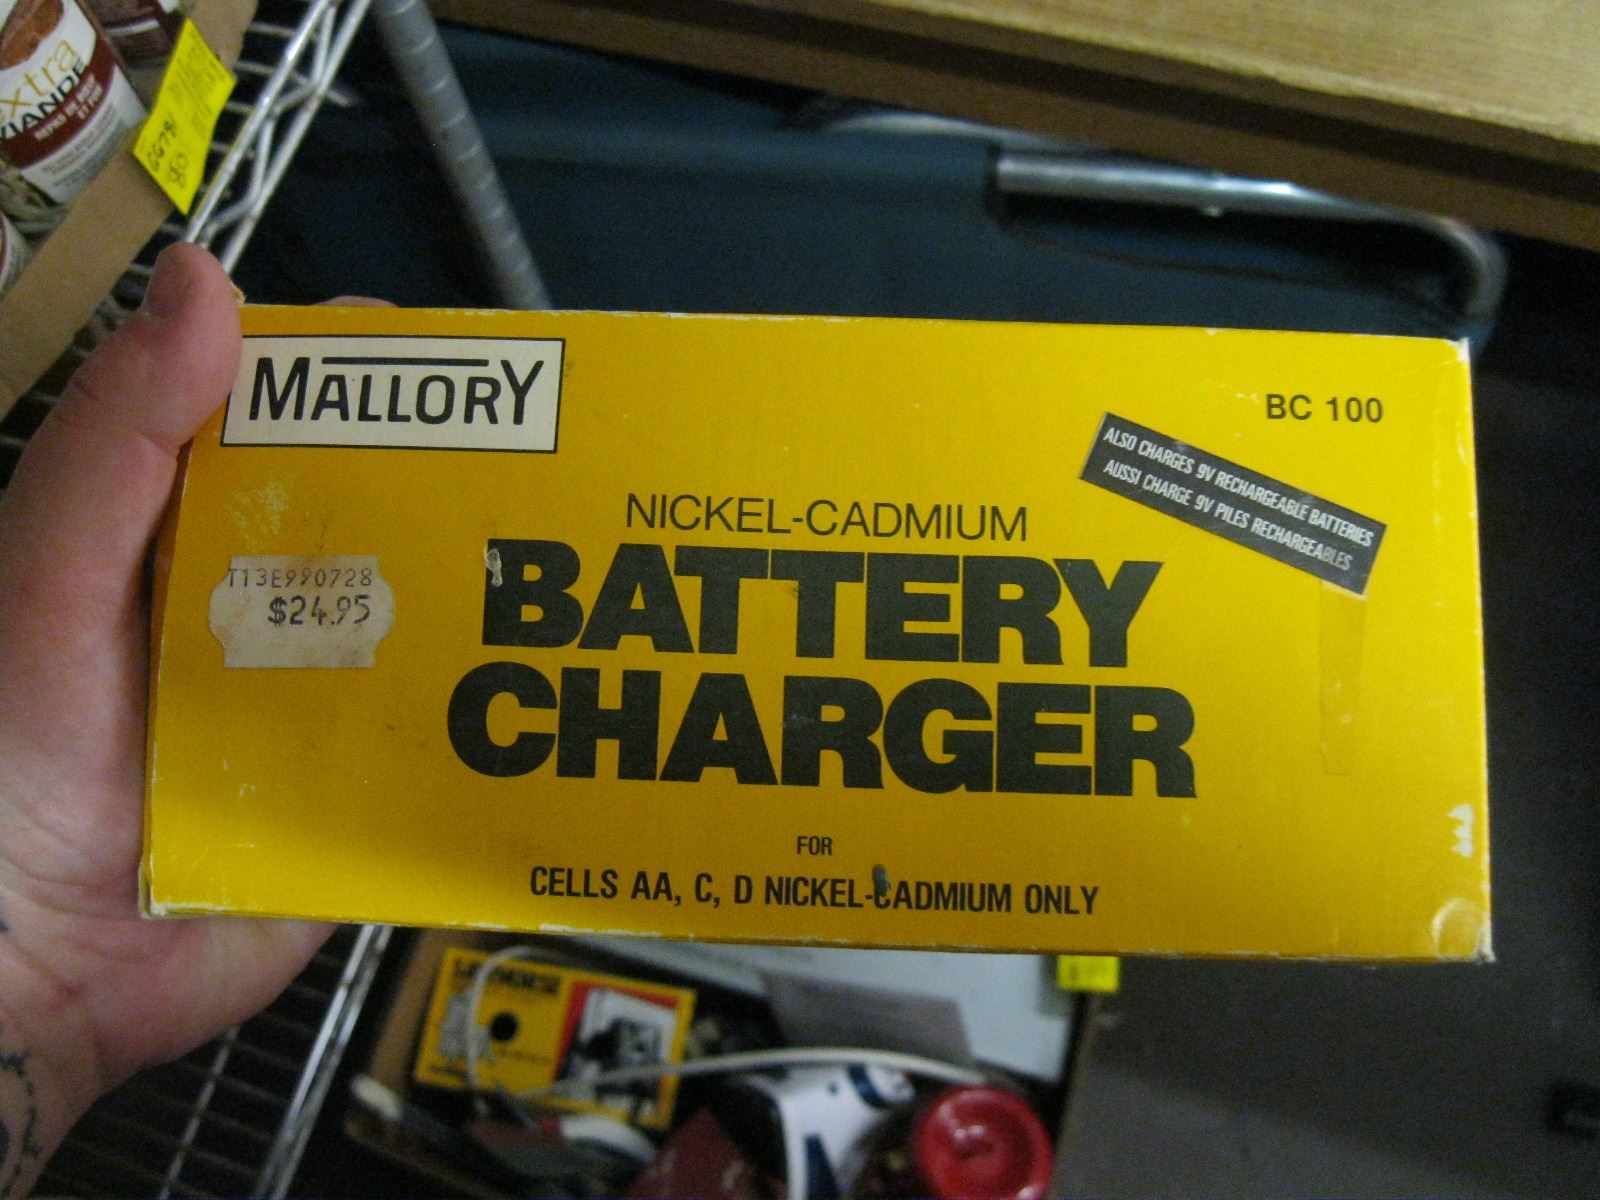 extra
VIANDE
6678/
MALLORY
BC 100
ALSO CHARGES 9V RECHARGEABLE BATTERIES
AUSSI CHARGE 9V PILES RECHARGEABLES
NICKEL-CADMIUM
BATTERY
CHARGER
T13E990728
$24.95
FOR
CELLS AA, C, D NICKEL-CADMIUM ONLY